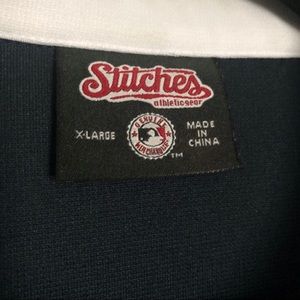 Stitches
athletic gear
X-LARGE
GENUINE
MERCHANDISE
MADE
IN
CHINA
TM